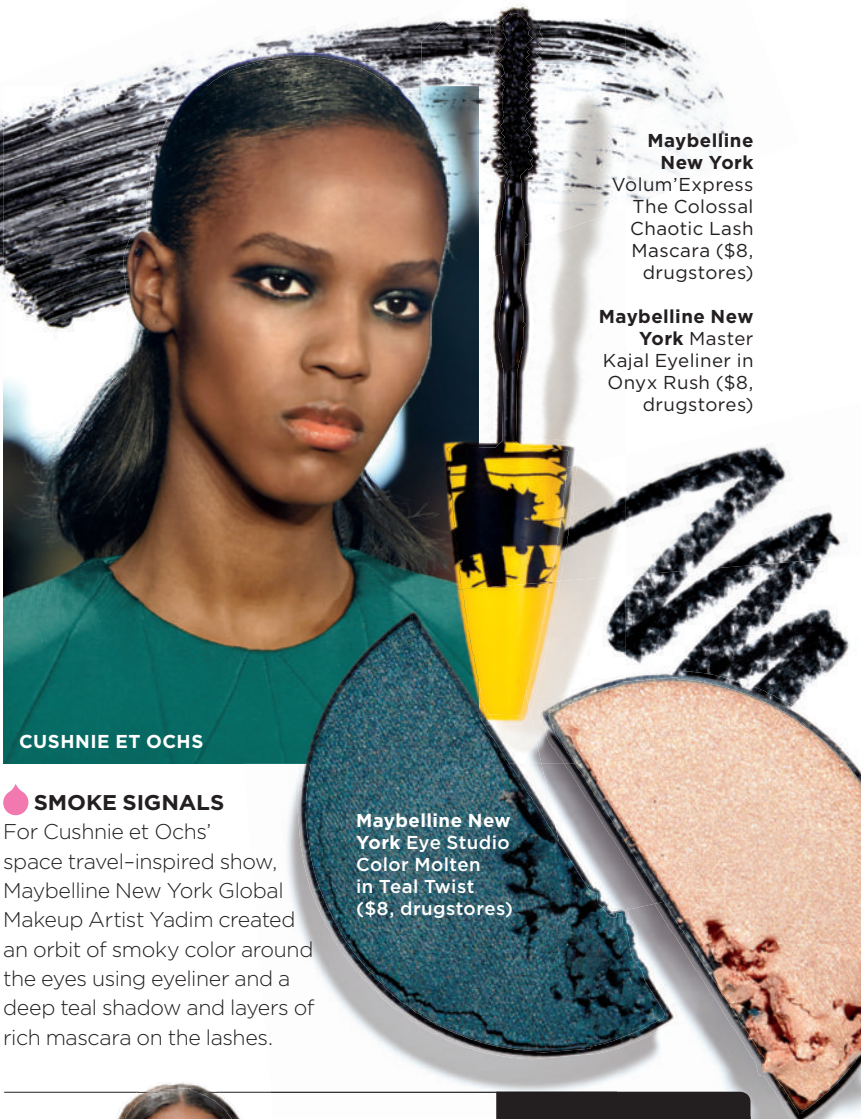 Maybelline
New York
Volum'Express
The Colossal
Chaotic Lash
Mascara ($8,
drugstores)
Maybelline New
York Master
Kajal Eyeliner in
Onyx Rush ($8,
drugstores)
CUSHNIE ET OCHS
SMOKE SIGNALS
For Cushnie et Ochs'
space travel–inspired show,
Maybelline New York Global
Makeup Artist Yadim created
an orbit of smoky color around
the eyes using eyeliner and a
deep teal shadow and layers of
rich mascara on the lashes.
Maybelline New
York Eye Studio
Color Molten
in Teal Twist
($8, drugstores)